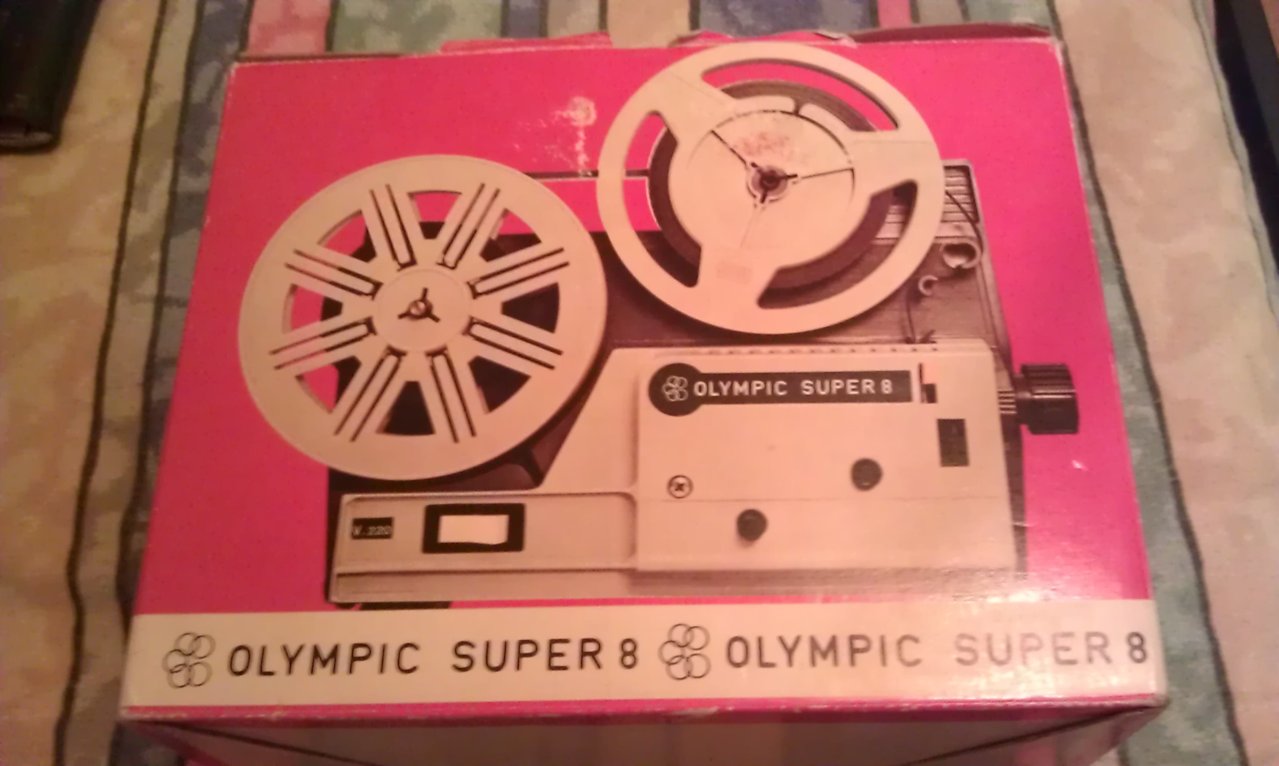 OLYMPIC SUPER 8
V. 220
OLYMPIC SUPER 8 OLYMPIC SUPER 8